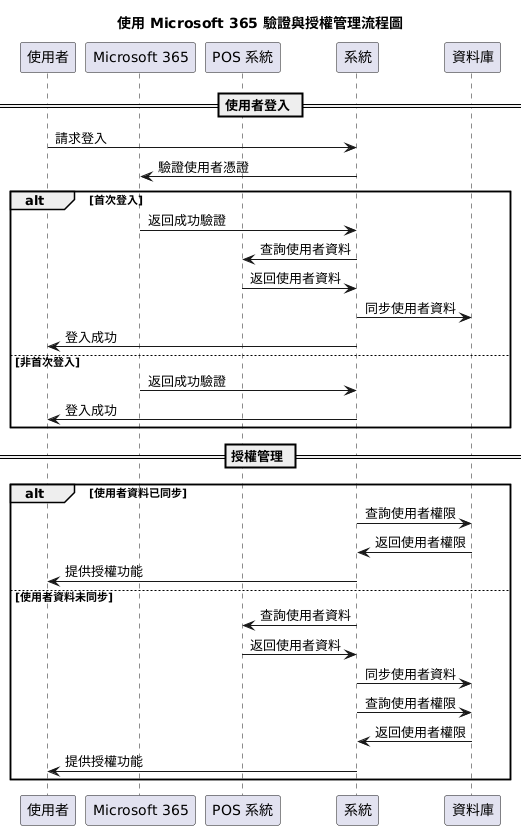 使用 Microsoft 365 驗證與授權管理流程圖
使用者 Microsoft 365 POS 系統 系統 資料庫
使用者登入
請求登入
驗證使用者憑證
alt [首次登入]
返回成功驗證
查詢使用者資料
返回使用者資料
同步使用者資料
登入成功
[非首次登入]
返回成功驗證
登入成功
授權管理
alt [使用者資料已同步]
查詢使用者權限
返回使用者權限
提供授權功能
[使用者資料未同步]
查詢使用者資料
返回使用者資料
同步使用者資料
查詢使用者權限
返回使用者權限
提供授權功能
使用者 Microsoft 365 POS 系統 系統 資料庫